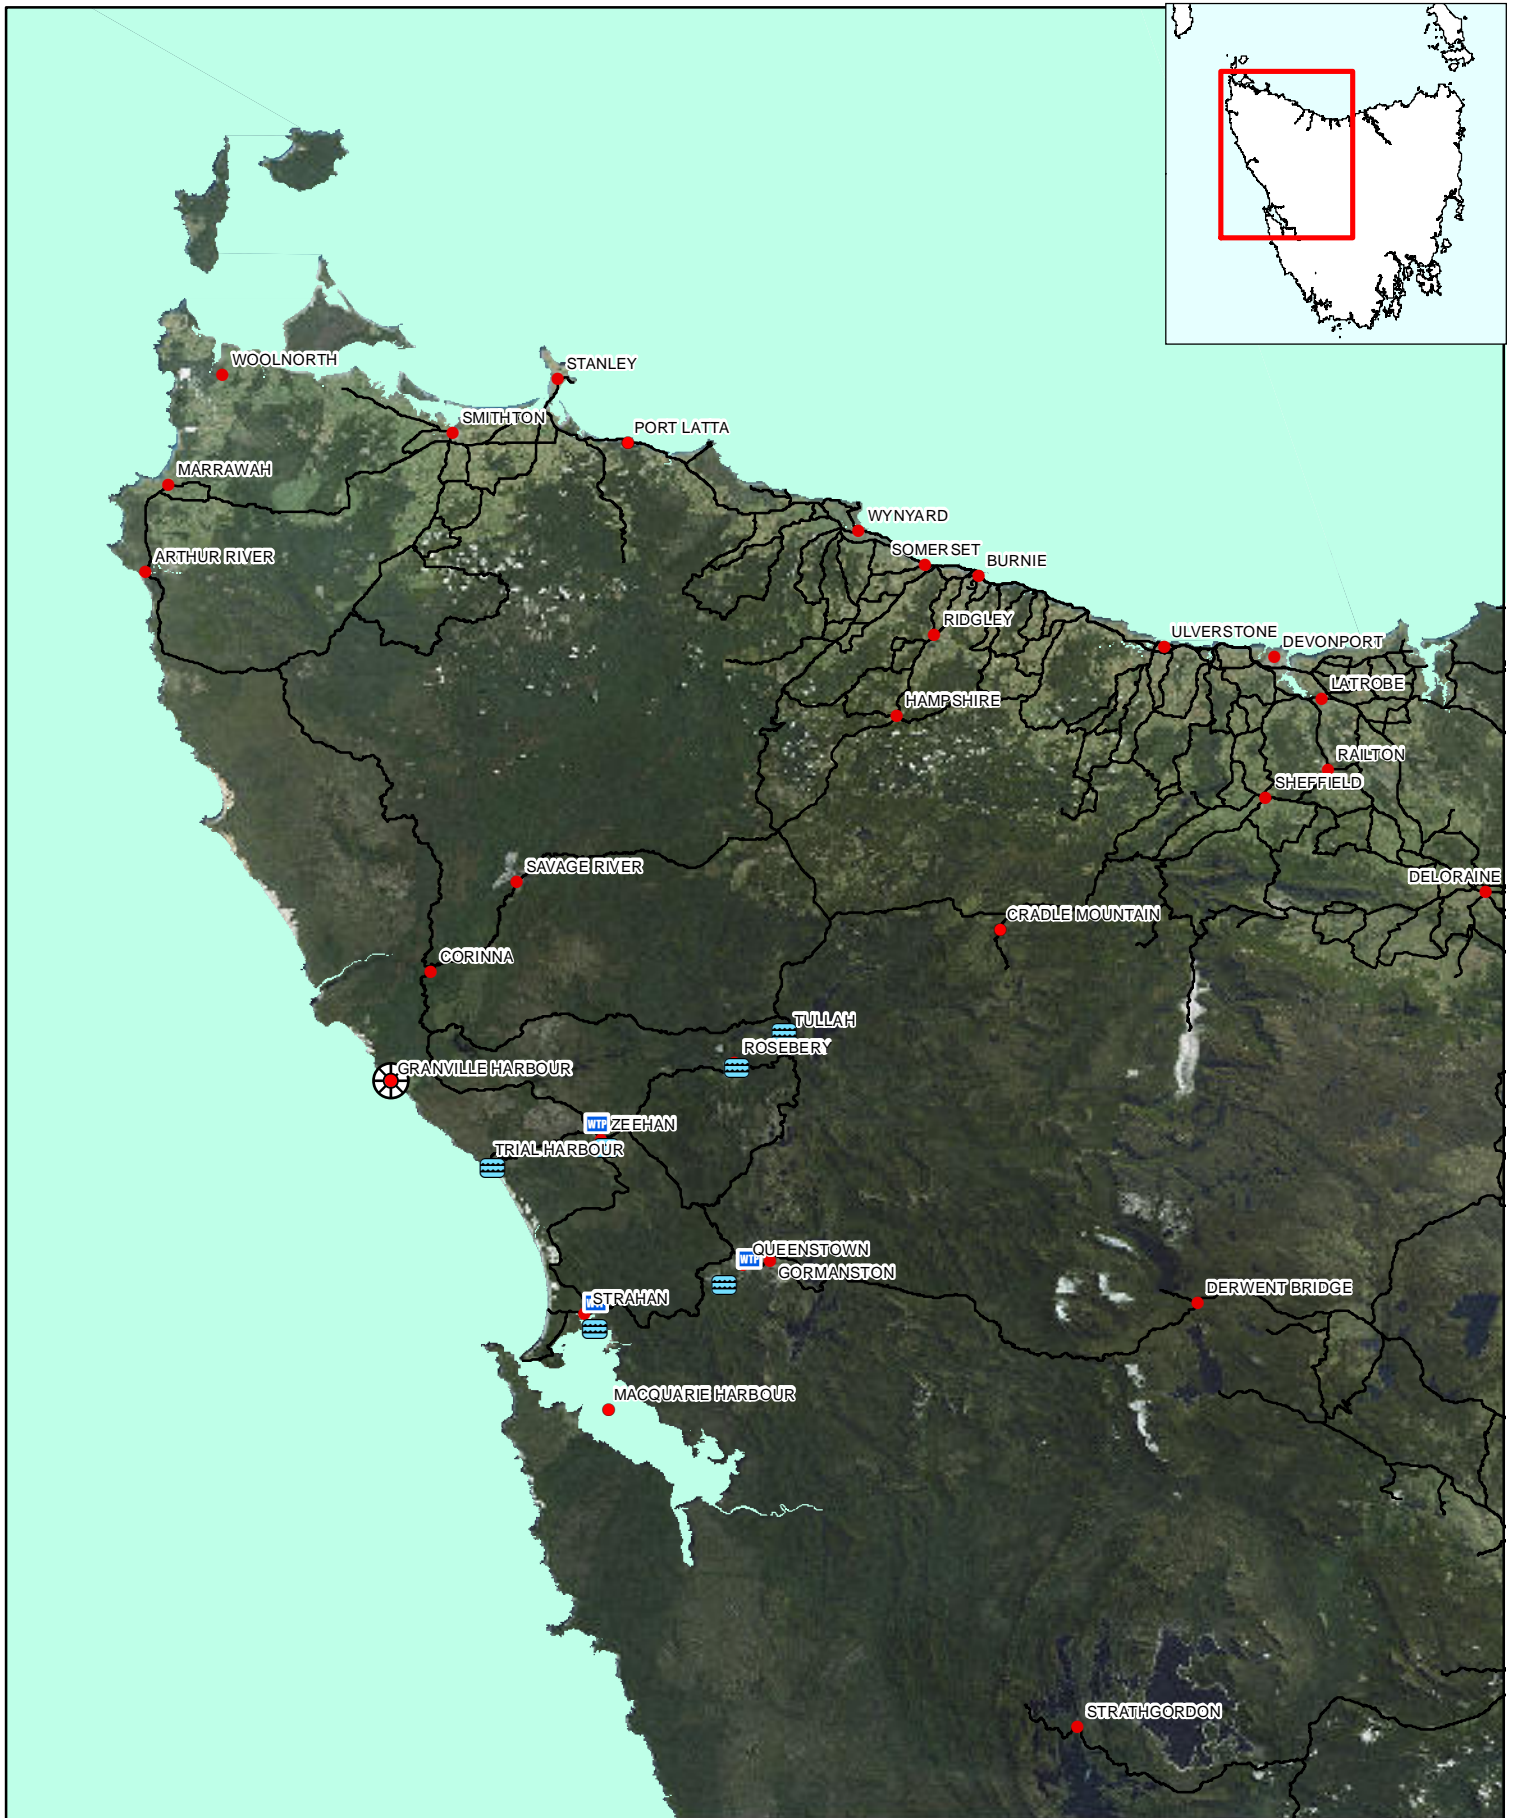 WOOLNORTH
STANLEY
SMITHTON
PORT LATTA
MARRAWAH
WYNYARD
SOMERSET
ARTHUR RIVER
BURNIE
RIDGLEY
ULVERSTONE
DEVONPORT
LATROBE
HAMPSHIRE
RAILTON
SHEFFIELD
SAVAGE RIVER
DELORAINE
CRADLE MOUNTAIN
CORINNA
TULLAH
ROSEBERY
GRANVILLE HARBOUR
WTP
ZEEHAN
TRIAL HARBOUR
WTP
QUEENSTOWN
GORMANSTON
DERWENT BRIDGE
STRAHAN
MACQUARIE HARBOUR
STRATHGORDON